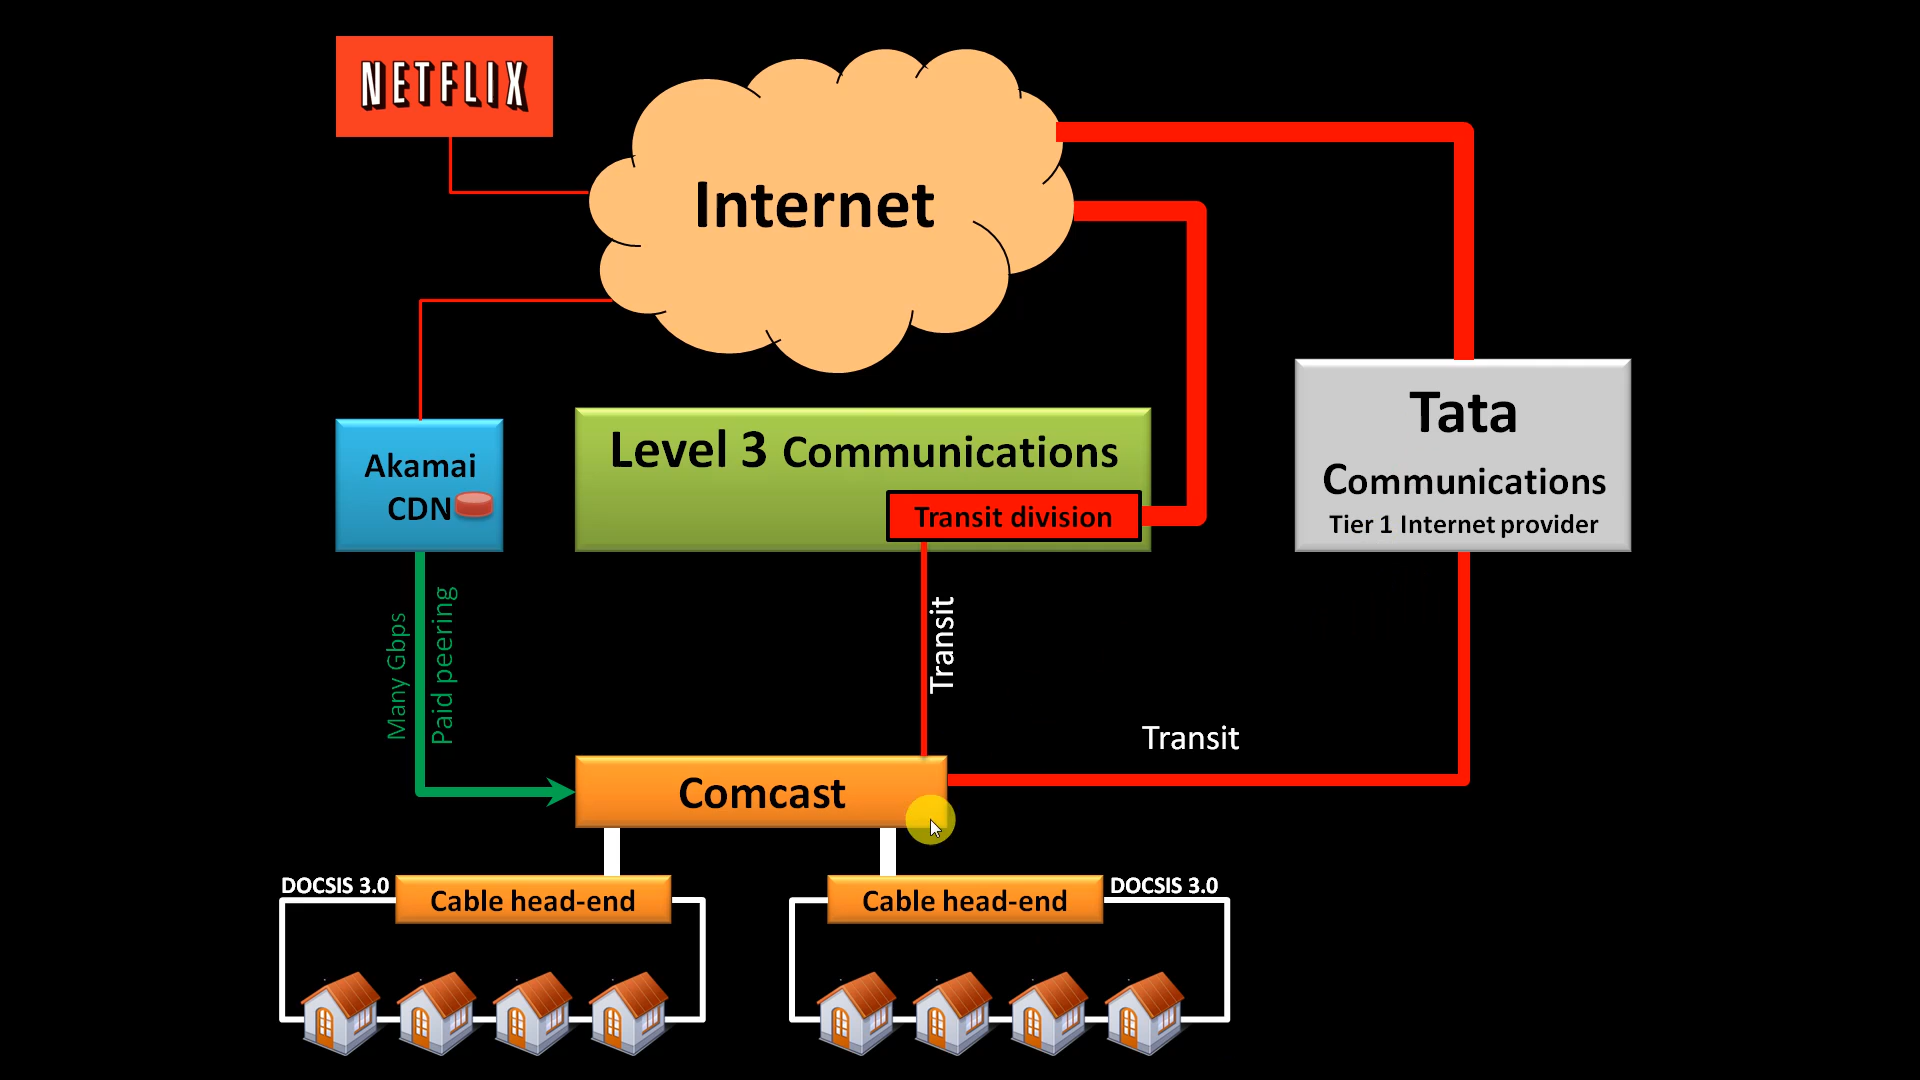 NETFLIX
Internet
Akamai
CDN
Level 3 Communications
Transit division
Tata
Communications
Tier 1 Internet provider
Many Gbps
Paid peering
Transit
Transit
Comcast
DOCSIS 3.0
Cable head-end
Cable head-end
DOCSIS 3.0